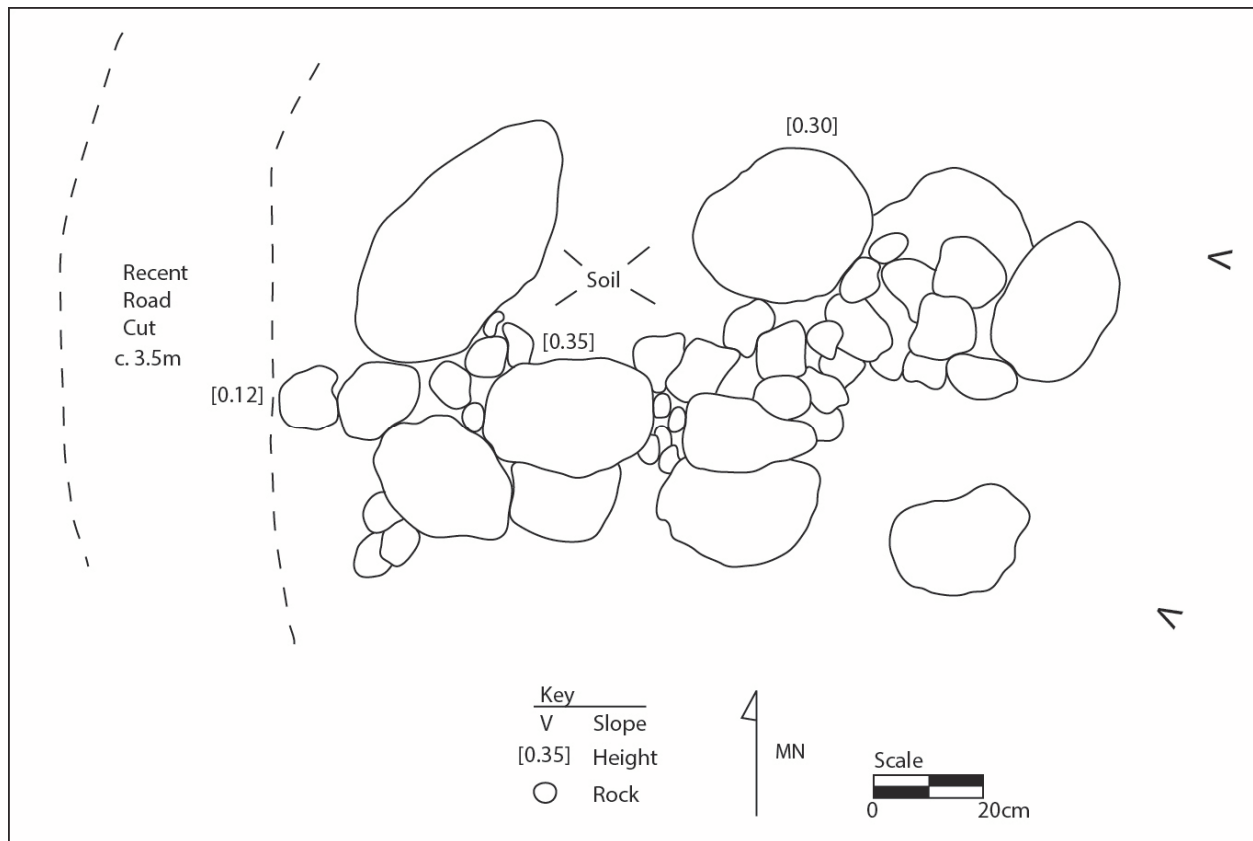 [0.30]
Recent
Road
Cut
c. 3.5m
Soil
V
[0.35]
[0.12]
V
Key
V Slope
[0.35] Height
Rock
MN
Scale
0 20cm